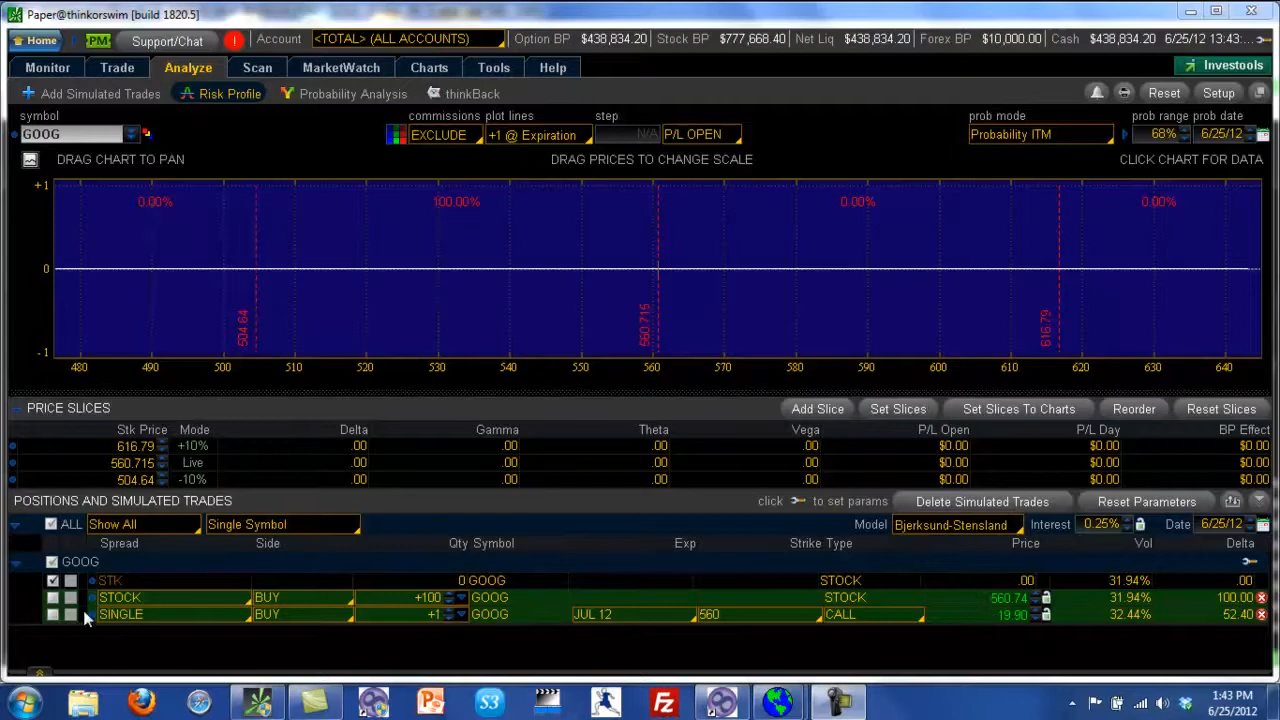 Paper@thinkorswim [build 1820.5]
Home PM Support/Chat ! Account <TOTAL> (ALL ACCOUNTS) Option BP $438,834.20 Stock BP $777,668.40 Net Liq $438,834.20 Forex BP $10,000.00 Cash $438,834.20 6/25/12 13:43:...
Monitor Trade Analyze Scan MarketWatch Charts Tools Help Investools
Add Simulated Trades Risk Profile Probability Analysis thinkBack Reset Setup
symbol commissions plot lines step prob mode prob range prob date
GOOG EXCLUDE +1 @ Expiration N/A P/L OPEN Probability ITM 68% 6/25/12
DRAG CHART TO PAN DRAG PRICES TO CHANGE SCALE CLICK CHART FOR DATA
+1
0.00% 100.00% 0.00% 0.00%
0
504.64 560.715 616.79
-1
480 490 500 510 520 530 540 550 560 570 580 590 600 610 620 630 640
PRICE SLICES Add Slice Set Slices Set Slices To Charts Reorder Reset Slices
Stk Price Mode Delta Gamma Theta Vega P/L Open P/L Day BP Effect
616.79 +10% .00 .00 .00 .00 $0.00 $0.00 $0.00
560.715 Live .00 .00 .00 .00 $0.00 $0.00 $0.00
504.64 -10% .00 .00 .00 .00 $0.00 $0.00 $0.00
POSITIONS AND SIMULATED TRADES click to set params Delete Simulated Trades Reset Parameters
ALL Show All Single Symbol Model Bjerksund-Stensland Interest 0.25% Date 6/25/12
Spread Side Qty Symbol Exp Strike Type Price Vol Delta
GOOG
STK 0 GOOG STOCK .00 31.94% .00
STOCK BUY +100 GOOG STOCK 560.74 31.94% 100.00
SINGLE BUY +1 GOOG JUL 12 560 CALL 19.90 32.44% 52.40
S3
1:43 PM
6/25/2012